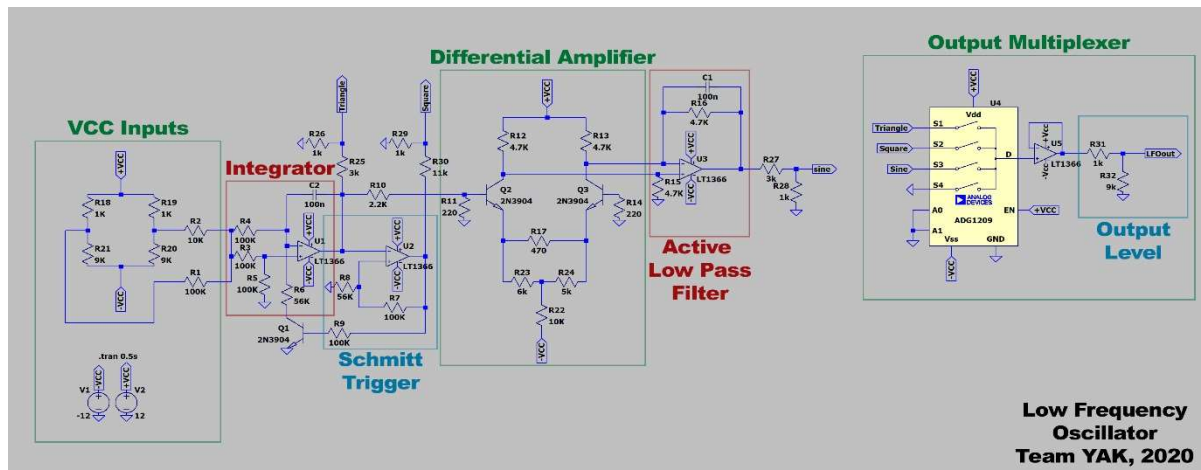 Differential Amplifier
Output Multiplexer
VCC Inputs
Integrator
Schmitt
Trigger
Active
Low Pass
Filter
Output
Level
+VCC
R18
1K
R19
1K
R21
9K
R20
9K
-VCC
R2
10K
R1
100K
.tran 0.5s
-VCC
+VCC
V1
-12
V2
12
R4
100K
R3
100K
R5
100K
R6
56K
C2
100n
+VCC
U1
LT1366
-VCC
Q1
2N3904
R26
1k
Triangle
R25
3k
R10
2.2K
R29
1k
Square
R30
11k
+VCC
U2
LT1366
-VCC
R8
56K
R7
100K
R9
100K
R11
220
+VCC
R12
4.7K
R13
4.7K
Q2
2N3904
Q3
2N3904
R14
220
R17
470
R23
6k
R24
5k
R22
10K
-VCC
C1
100n
R16
4.7K
+VCC
U3
LT1366
-VCC
R15
4.7K
R27
3k
R28
1k
sine
+VCC
U4
Vdd
Triangle
S1
Square
S2
Sine
S3
S4
D
ANALOG
DEVICES
A0
A1
ADG1209
EN
+VCC
Vss
GND
-VCC
+Vcc
U5
LT1366
-Vcc
R31
1k
LFOout
R32
9k
Low Frequency
Oscillator
Team YAK, 2020